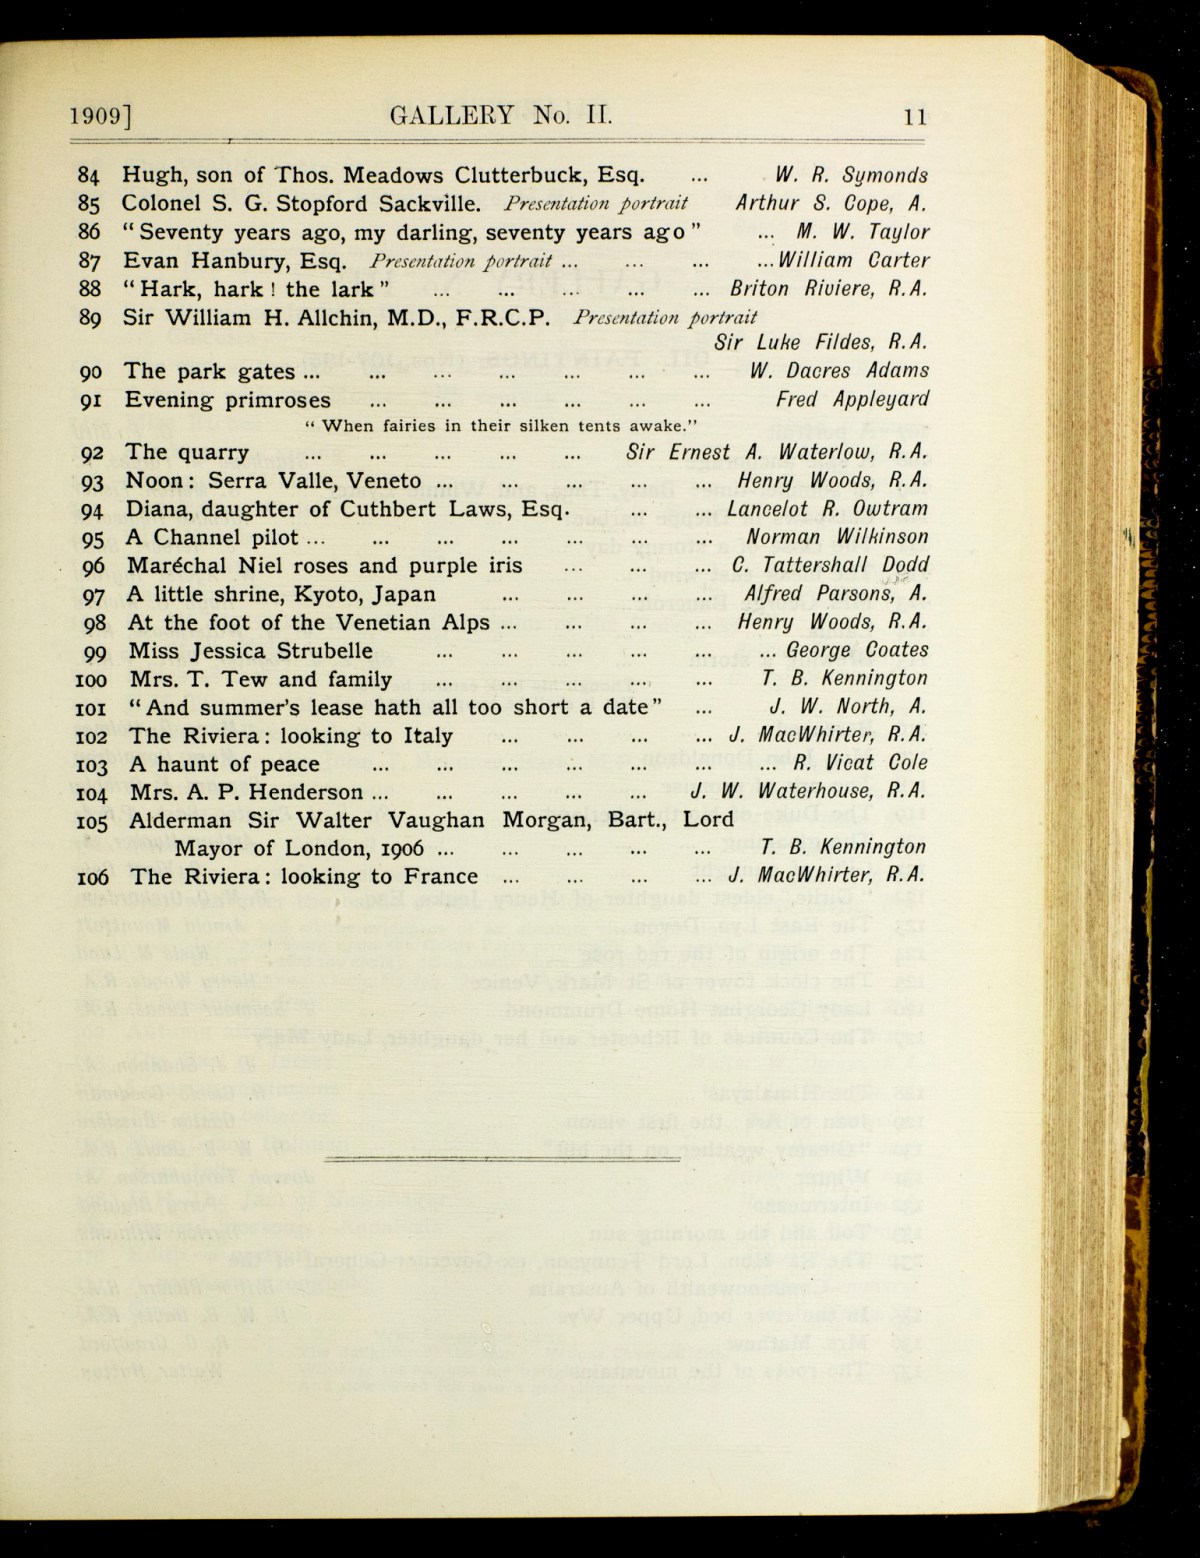 1909] GALLERY No. II. 11
84 Hugh, son of Thos. Meadows Clutterbuck, Esq. ... W. R. Symonds
85 Colonel S. G. Stopford Sackville. Presentation portrait Arthur S. Cope, A.
86 “Seventy years ago, my darling, seventy years ago” ... M. W. Taylor
87 Evan Hanbury, Esq. Presentation portrait ... ... ... ... William Carter
88 “Hark, hark! the lark” ... ... ... ... ... Briton Riviere, R.A.
89 Sir William H. Allchin, M.D., F.R.C.P. Presentation portrait
Sir Luke Fildes, R.A.
90 The park gates ... ... ... ... ... ... ... W. Dacres Adams
91 Evening primroses ... ... ... ... ... ... Fred Appleyard
“When fairies in their silken tents awake.”
92 The quarry ... ... ... ... ... Sir Ernest A. Waterlow, R.A.
93 Noon: Serra Valle, Veneto ... ... ... ... ... Henry Woods, R.A.
94 Diana, daughter of Cuthbert Laws, Esq. ... ... Lancelot R. Owtram
95 A Channel pilot ... ... ... ... ... ... ... Norman Wilkinson
96 Maréchal Niel roses and purple iris ... ... ... C. Tattershall Dodd
97 A little shrine, Kyoto, Japan ... ... ... ... Alfred Parsons, A.
98 At the foot of the Venetian Alps ... ... ... ... Henry Woods, R.A.
99 Miss Jessica Strubelle ... ... ... ... ... ... George Coates
100 Mrs. T. Tew and family ... ... ... ... ... T. B. Kennington
101 “And summer's lease hath all too short a date” ... J. W. North, A.
102 The Riviera: looking to Italy ... ... ... ... J. MacWhirter, R.A.
103 A haunt of peace ... ... ... ... ... ... ... R. Vicat Cole
104 Mrs. A. P. Henderson ... ... ... ... ... J. W. Waterhouse, R.A.
105 Alderman Sir Walter Vaughan Morgan, Bart., Lord
Mayor of London, 1906 ... ... ... ... ... T. B. Kennington
106 The Riviera: looking to France ... ... ... ... J. MacWhirter, R.A.